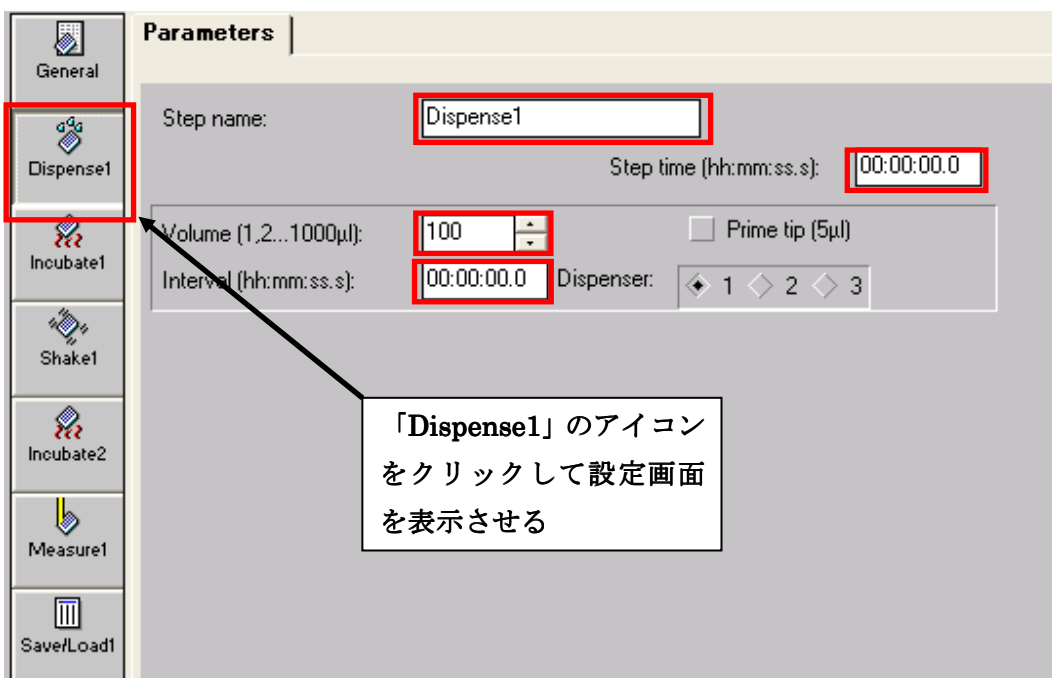 General
Dispense1
Incubate1
Shake1
Incubate2
Measure1
Save/Load1
Parameters
Step name:
Dispense1
Step time (hh:mm:ss.s):
00:00:00.0
Volume (1,2...1000µl):
100
Prime tip (5µl)
Interval (hh:mm:ss.s):
00:00:00.0
Dispenser:
1 2 3
「Dispense1」のアイコン
をクリックして設定画面
を表示させる